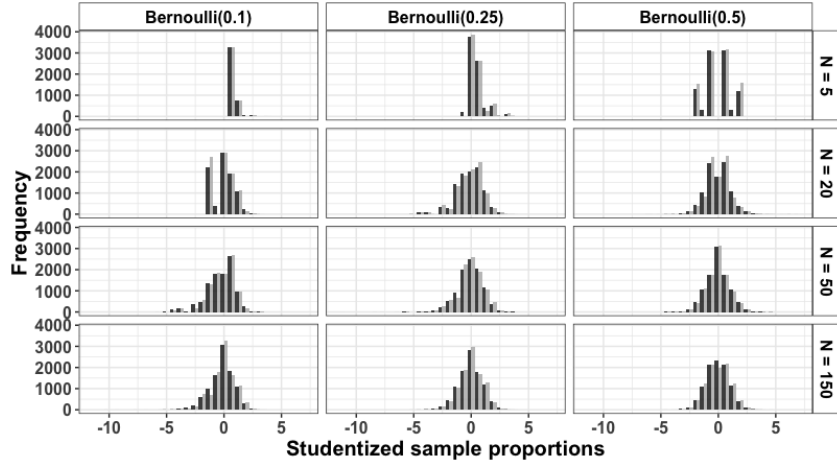 Bernoulli(0.1) Bernoulli(0.25) Bernoulli(0.5)
4000
3000
2000
1000
0
N = 5
4000
3000
2000
1000
0
N = 20
4000
3000
2000
1000
0
N = 50
4000
3000
2000
1000
0
N = 150
Frequency
-10 -5 0 5 -10 -5 0 5 -10 -5 0 5
Studentized sample proportions